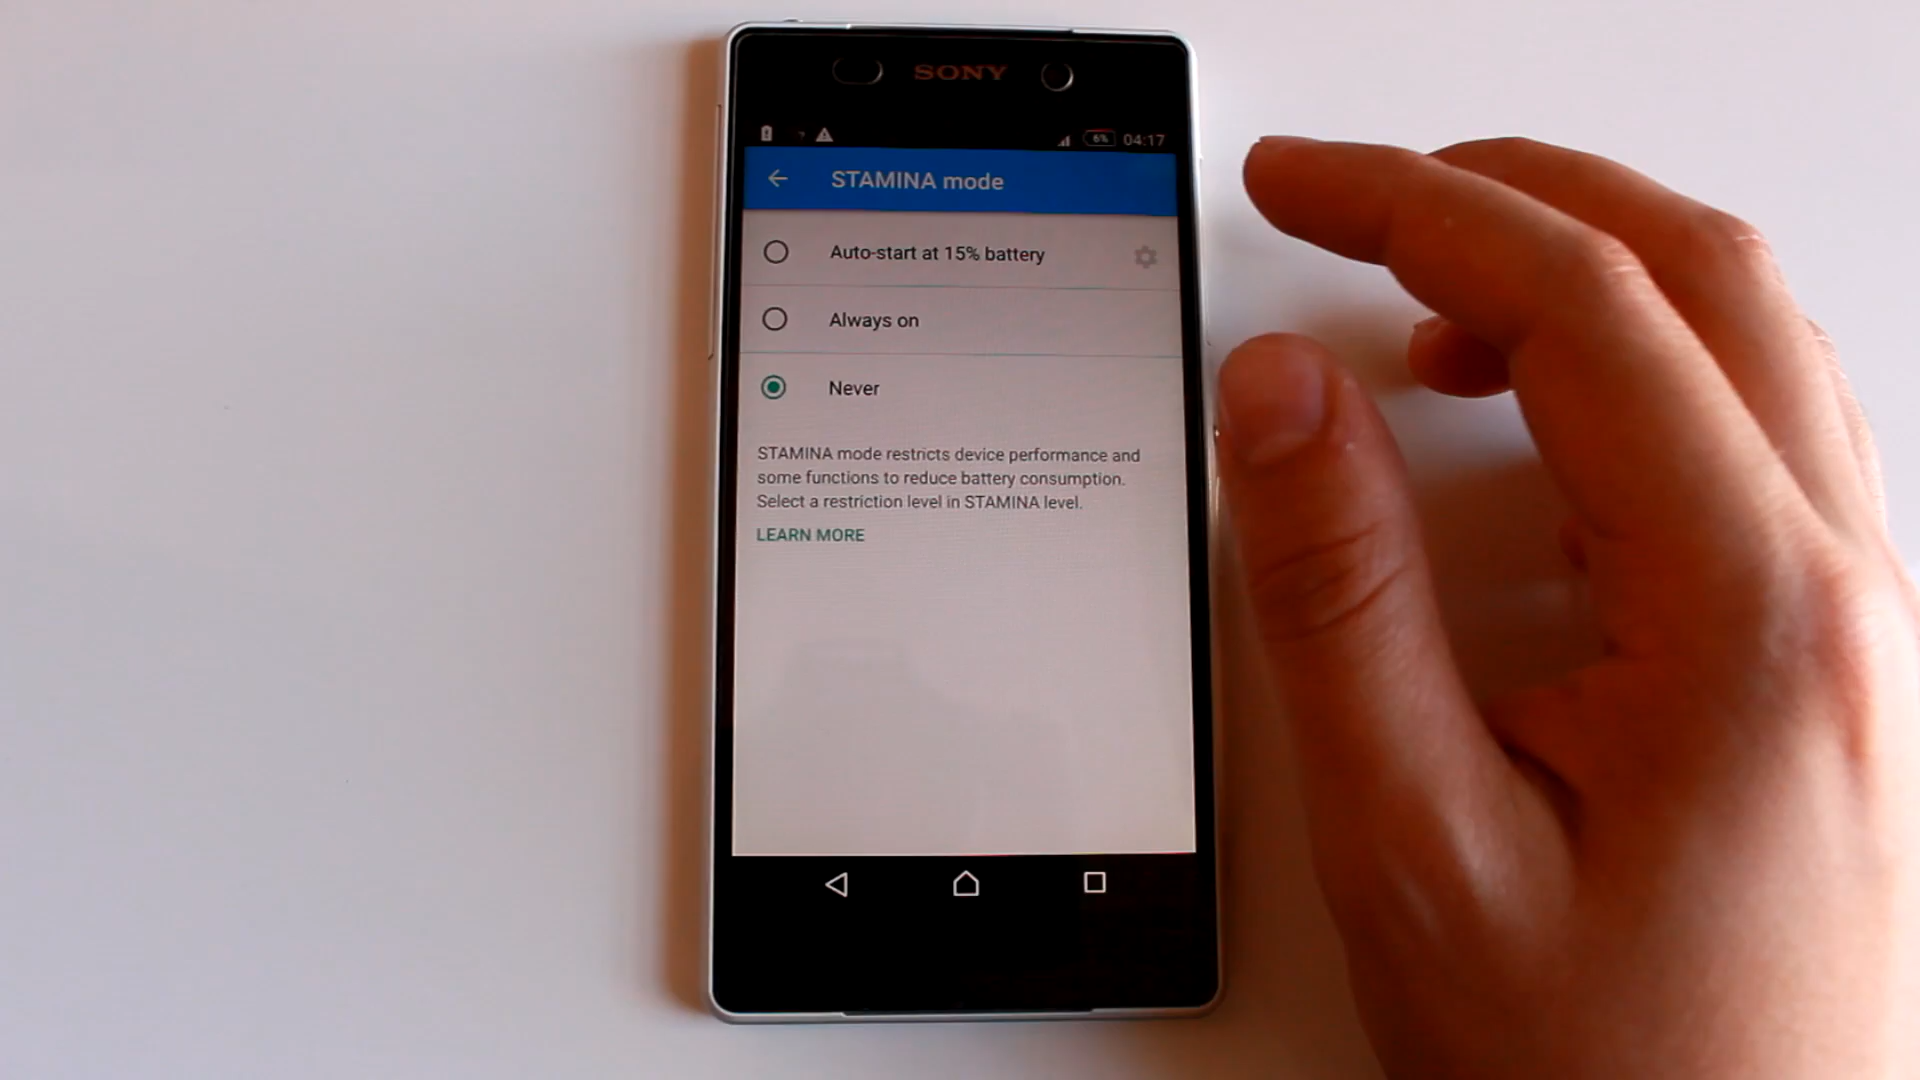 SONY
6% 04:17
STAMINA mode
Auto-start at 15% battery
Always on
Never
STAMINA mode restricts device performance and
some functions to reduce battery consumption.
Select a restriction level in STAMINA level.
LEARN MORE